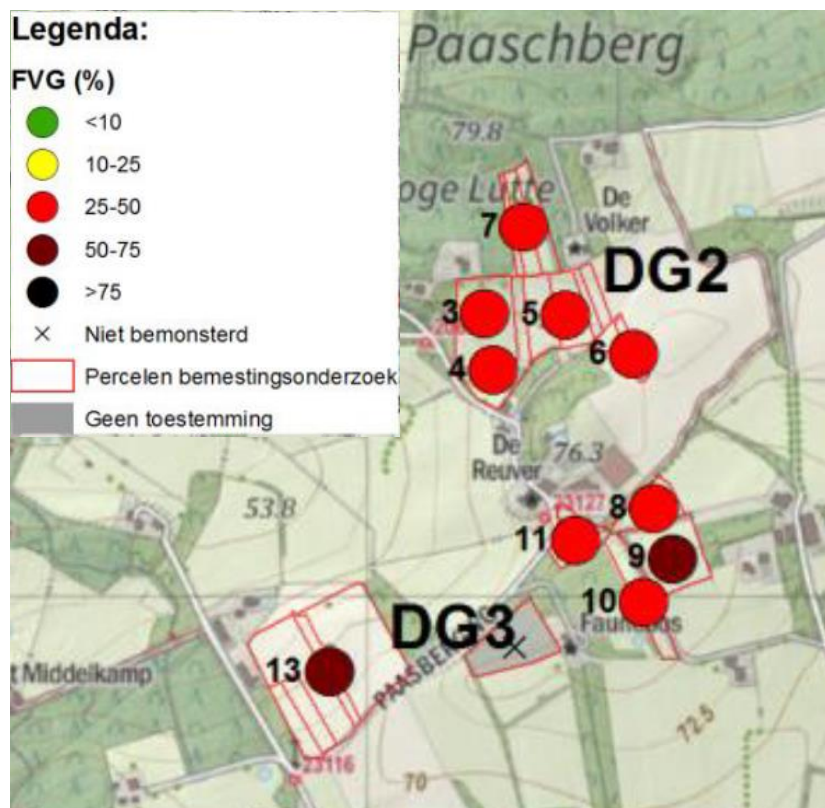 Legenda:
FVG (%)
<10
10-25
25-50
50-75
>75
Niet bemonsterd
Percelen bemestingsonderzoek
Geen toestemming
Paaschberg
79.8
oge Lutte
De
Volker
7
DG2
3
5
6
4
De
Reuver
76.3
53.8
23127
8
11
9
10
DG3
13
t Middelkamp
23116
72.5
70